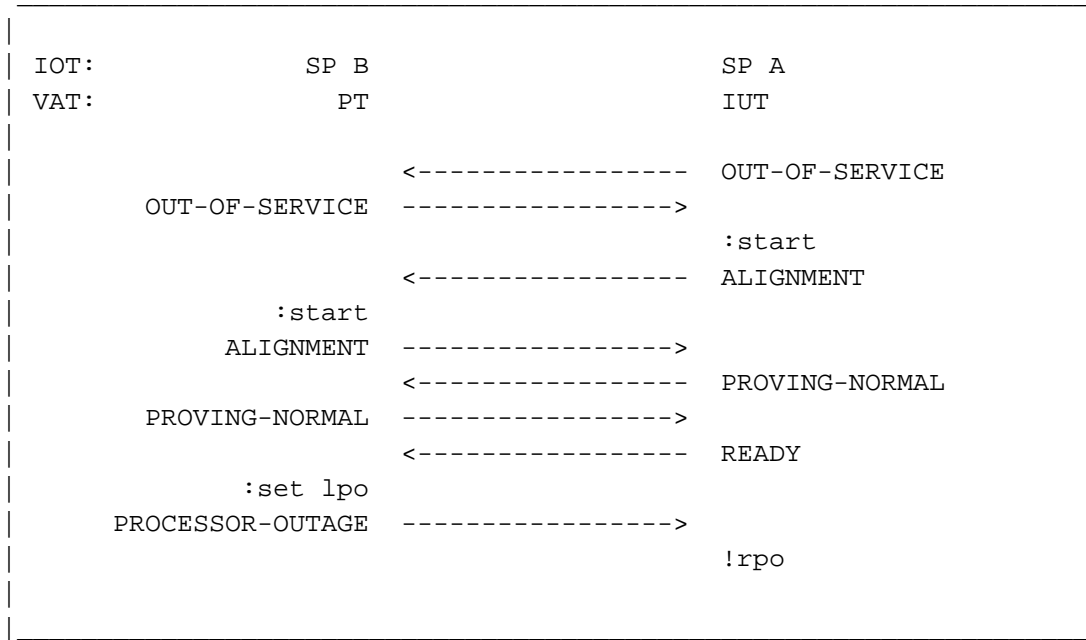 IOT: SP B SP A
VAT: PT IUT
<----------------- OUT-OF-SERVICE
OUT-OF-SERVICE ----------------->
:start
<----------------- ALIGNMENT
:start
ALIGNMENT ----------------->
<----------------- PROVING-NORMAL
PROVING-NORMAL ----------------->
<----------------- READY
:set lpo
PROCESSOR-OUTAGE ----------------->
!rpo